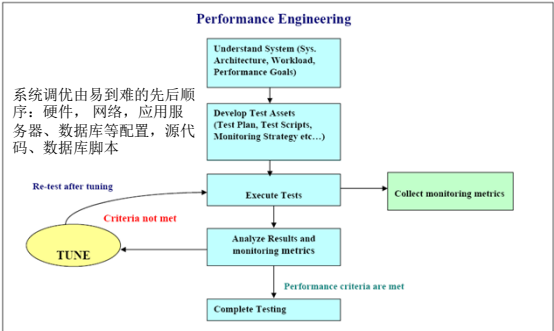 Performance Engineering
Understand System (Sys.
Architecture, Workload,
Performance Goals)
系统调优由易到难的先后顺
序：硬件， 网络，应用服
务器、数据库等配置，源代
码、数据库脚本
Develop Test Assets
(Test Plan, Test Scripts,
Monitoring Strategy etc…)
Re-test after tuning
Execute Tests
Collect monitoring metrics
Criteria not met
TUNE
Analyze Results and
monitoring metrics
Performance criteria are met
Complete Testing